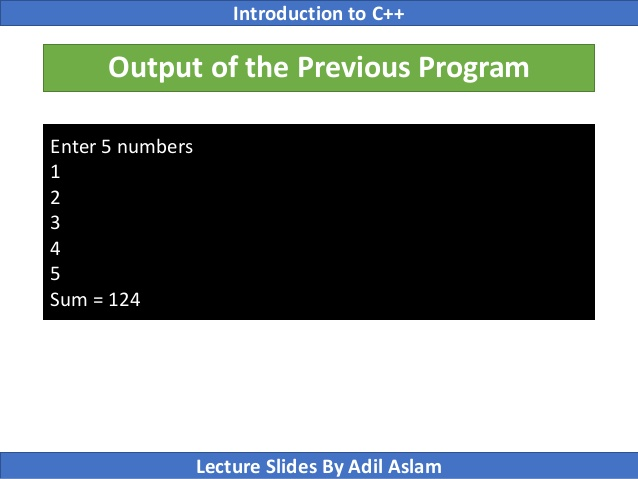 Introduction to C++
Output of the Previous Program
Enter 5 numbers
1
2
3
4
5
Sum = 124
Lecture Slides By Adil Aslam